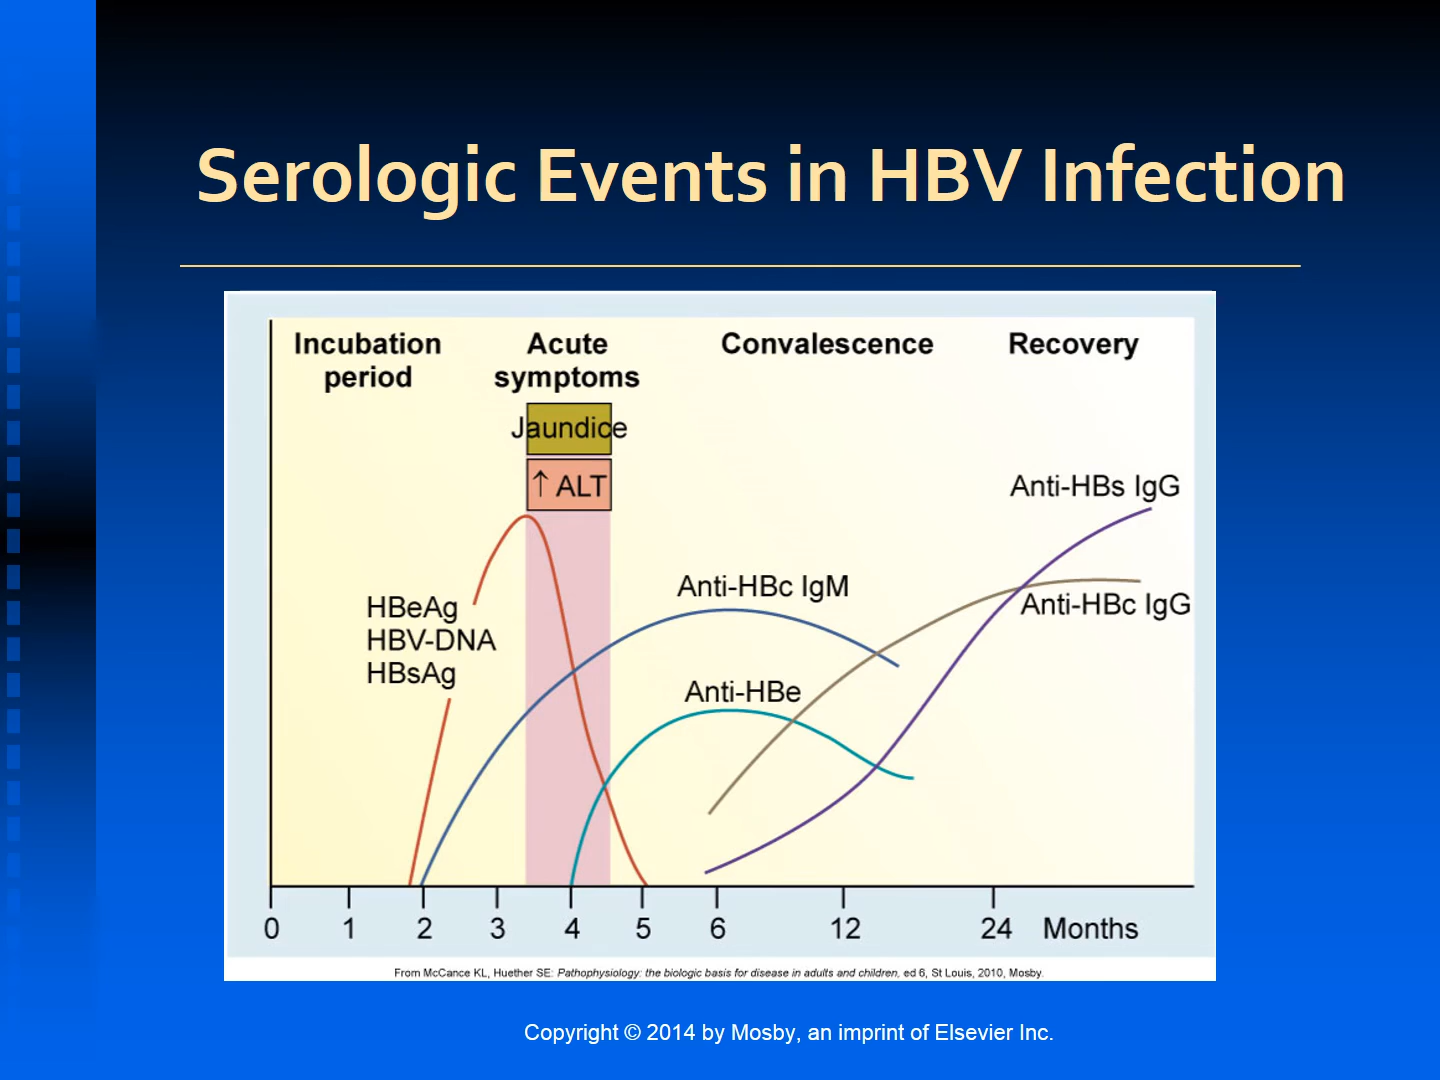 Serologic Events in HBV Infection
Incubation period
Acute symptoms
Convalescence
Recovery
Jaundice
↑ ALT
Anti-HBs IgG
HBeAg
HBV-DNA
HBsAg
Anti-HBc IgM
Anti-HBc IgG
Anti-HBe
0 1 2 3 4 5 6 12 24 Months
From McCance KL, Huether SE: Pathophysiology: the biologic basis for disease in adults and children, ed 6, St Louis, 2010, Mosby.
Copyright © 2014 by Mosby, an imprint of Elsevier Inc.